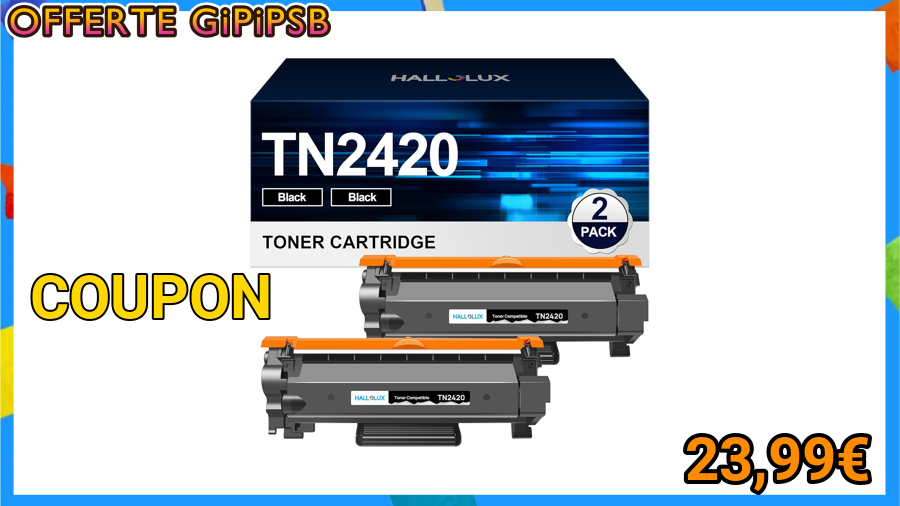 OFFERTE GiPiPSB
HALLOLUX
TN2420
Black Black
2
PACK
TONER CARTRIDGE
COUPON
HALLOLUX Toner Compatible TN2420
HALLOLUX Toner Compatible TN2420
23,99€